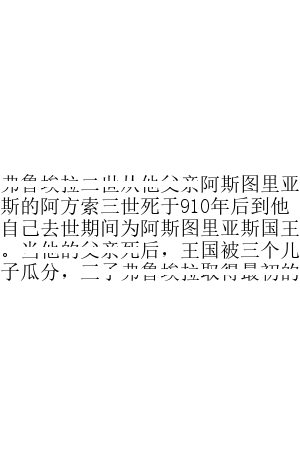 弗鲁埃拉二世从他父亲阿斯图里亚
斯的阿方索三世死于910年后到他
自己去世期间为阿斯图里亚斯国王
。当他的父亲死后，王国被三个儿
子瓜分，弗鲁埃拉取得最初的